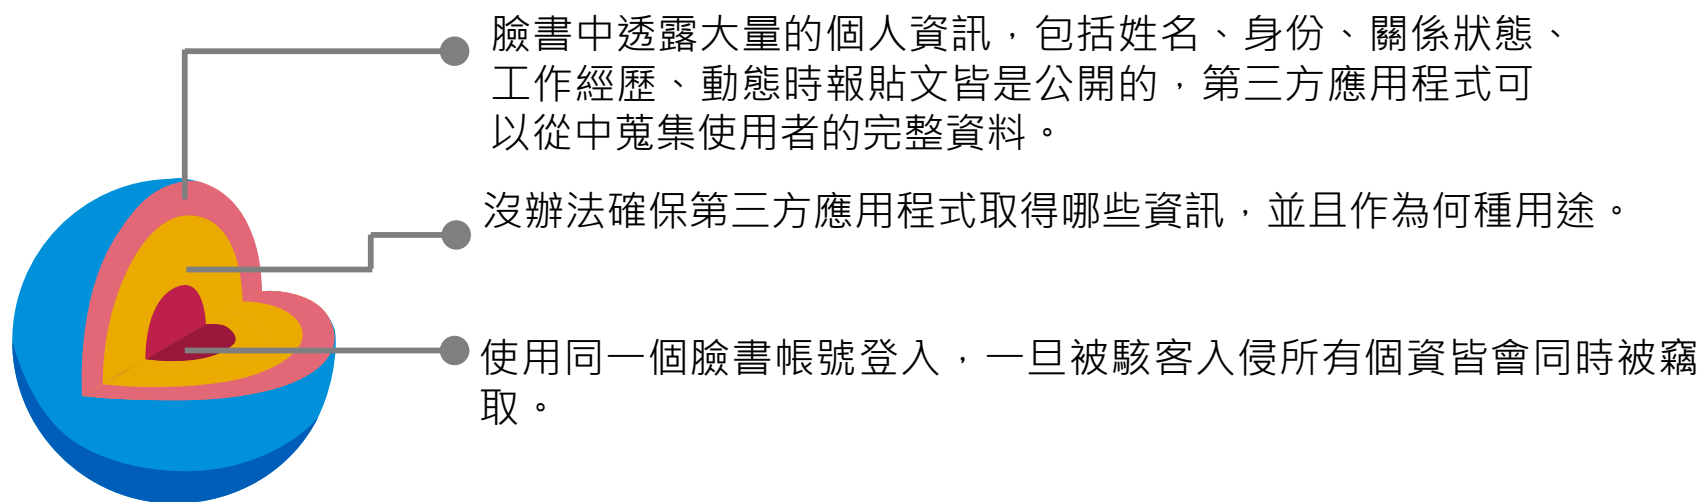 臉書中透露大量的個人資訊，包括姓名、身份、關係狀態、
工作經歷、動態時報貼文皆是公開的，第三方應用程式可
以從中蒐集使用者的完整資料。
沒辦法確保第三方應用程式取得哪些資訊，並且作為何種用途。
使用同一個臉書帳號登入，一旦被駭客入侵所有個資皆會同時被竊
取。